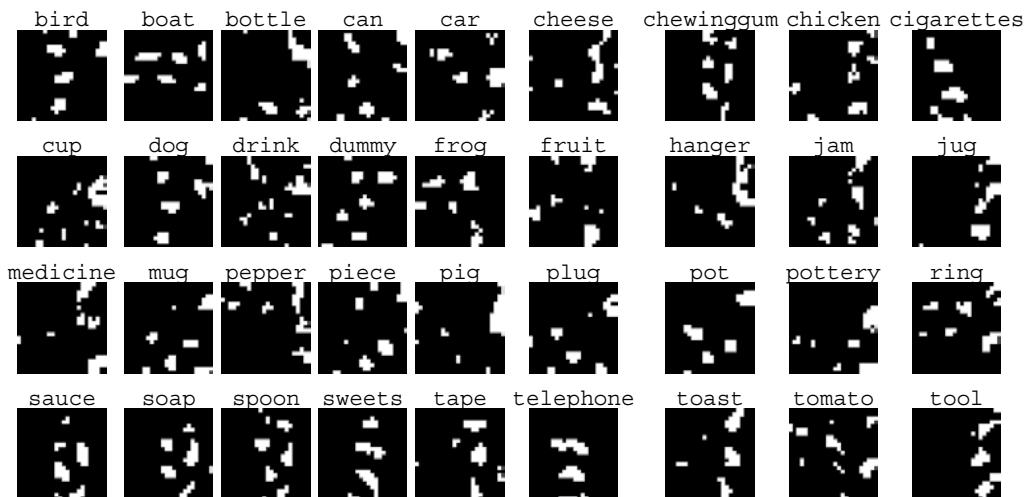 bird boat bottle can car cheese chewinggum chicken cigarettes
cup dog drink dummy frog fruit hanger jam jug
medicine mug pepper piece pig plug pot pottery ring
sauce soap spoon sweets tape telephone toast tomato tool